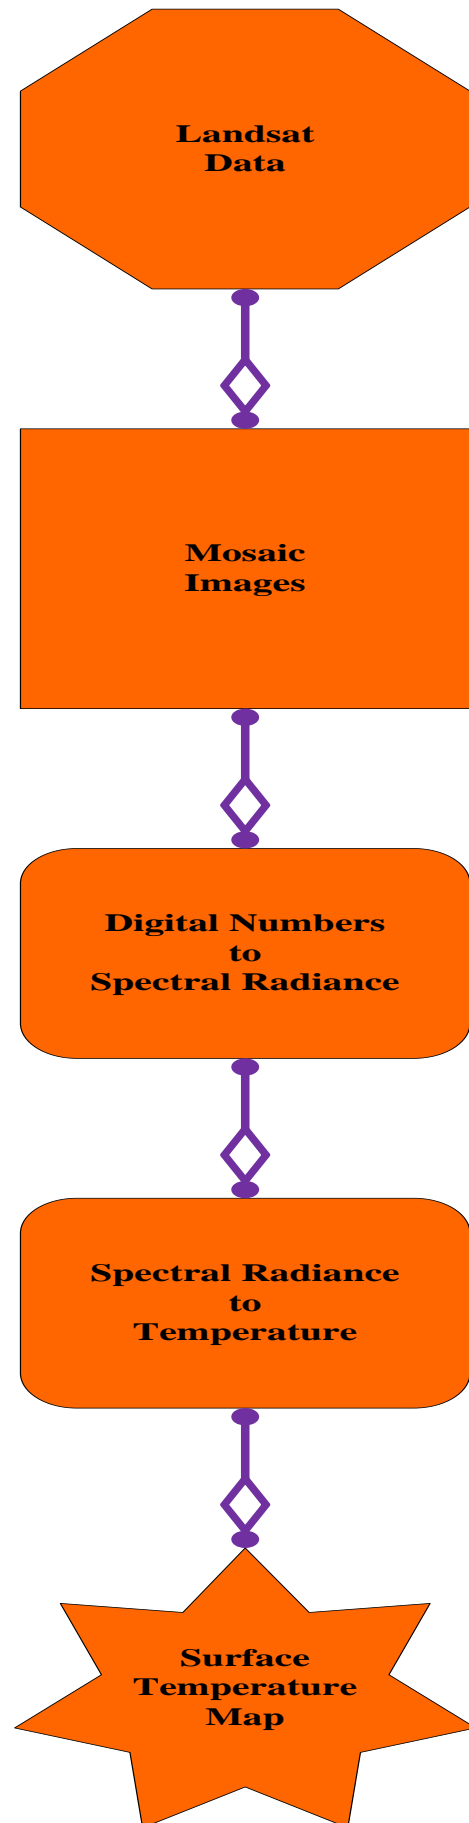 Landsat
Data
Mosaic
Images
Digital Numbers
to
Spectral Radiance
Spectral Radiance
to
Temperature
Surface
Temperature
Map